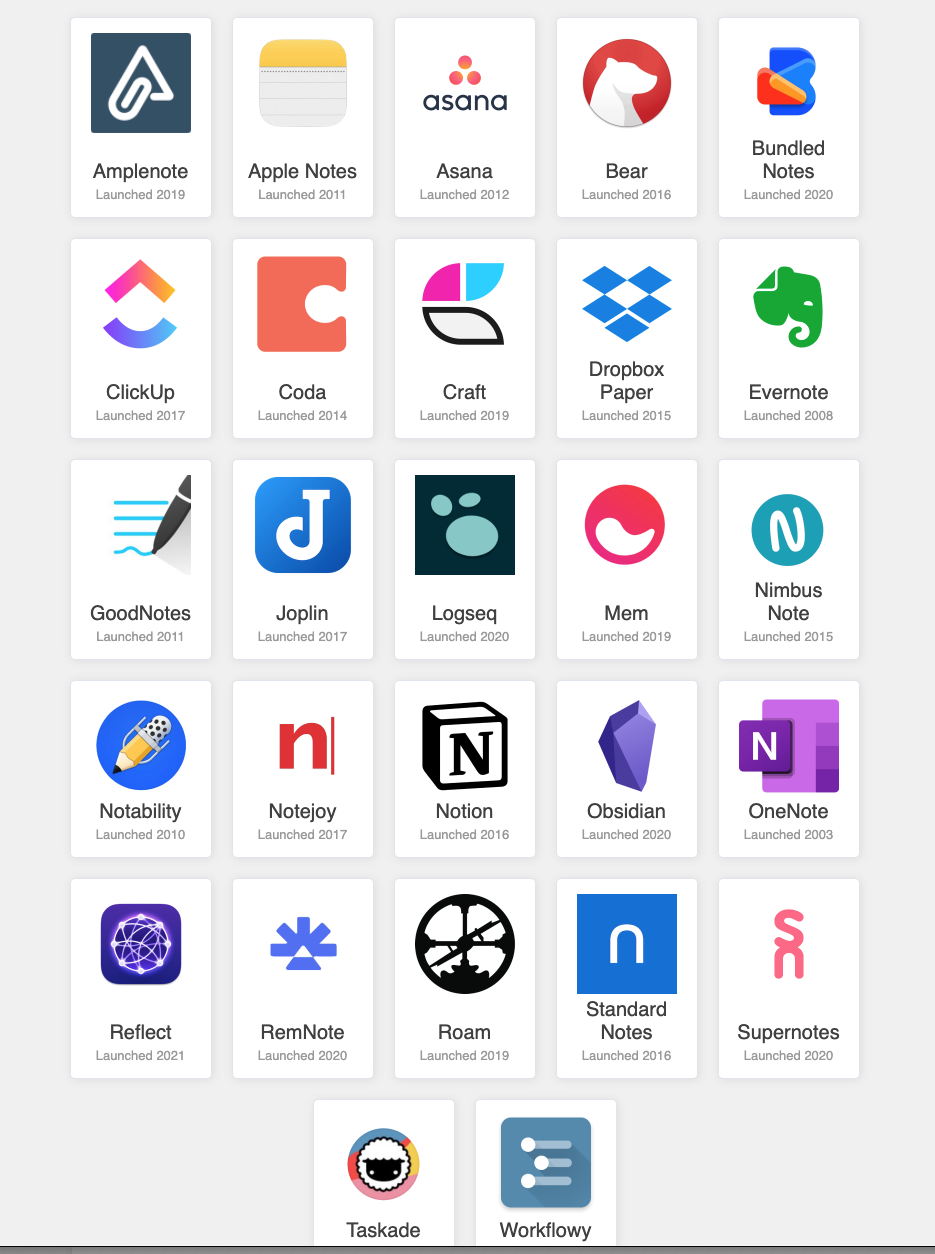 Amplenote
Launched 2019
Apple Notes
Launched 2011
asana
Asana
Launched 2012
Bear
Launched 2016
Bundled
Notes
Launched 2020
ClickUp
Launched 2017
Coda
Launched 2014
Craft
Launched 2019
Dropbox
Paper
Launched 2015
Evernote
Launched 2008
GoodNotes
Launched 2011
J
Joplin
Launched 2017
Logseq
Launched 2020
Mem
Launched 2019
N
Nimbus
Note
Launched 2015
Notability
Launched 2010
n
Notejoy
Launched 2017
N
Notion
Launched 2016
Obsidian
Launched 2020
N
OneNote
Launched 2003
Reflect
Launched 2021
RemNote
Launched 2020
Roam
Launched 2019
n
Standard
Notes
Launched 2016
s
n
Supernotes
Launched 2020
Taskade
Workflowy